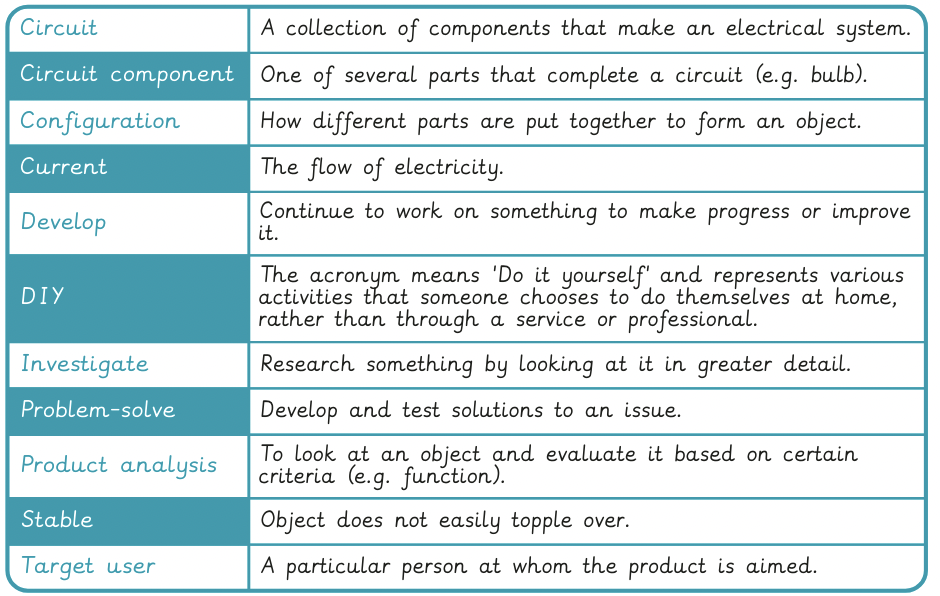 Circuit
A collection of components that make an electrical system.
Circuit component
One of several parts that complete a circuit (e.g. bulb).
Configuration
How different parts are put together to form an object.
Current
The flow of electricity.
Develop
Continue to work on something to make progress or improve
it.
DIY
The acronym means 'Do it yourself' and represents various
activities that someone chooses to do themselves at home,
rather than through a service or professional.
Investigate
Research something by looking at it in greater detail.
Problem-solve
Develop and test solutions to an issue.
Product analysis
To look at an object and evaluate it based on certain
criteria (e.g. function).
Stable
Object does not easily topple over.
Target user
A particular person at whom the product is aimed.